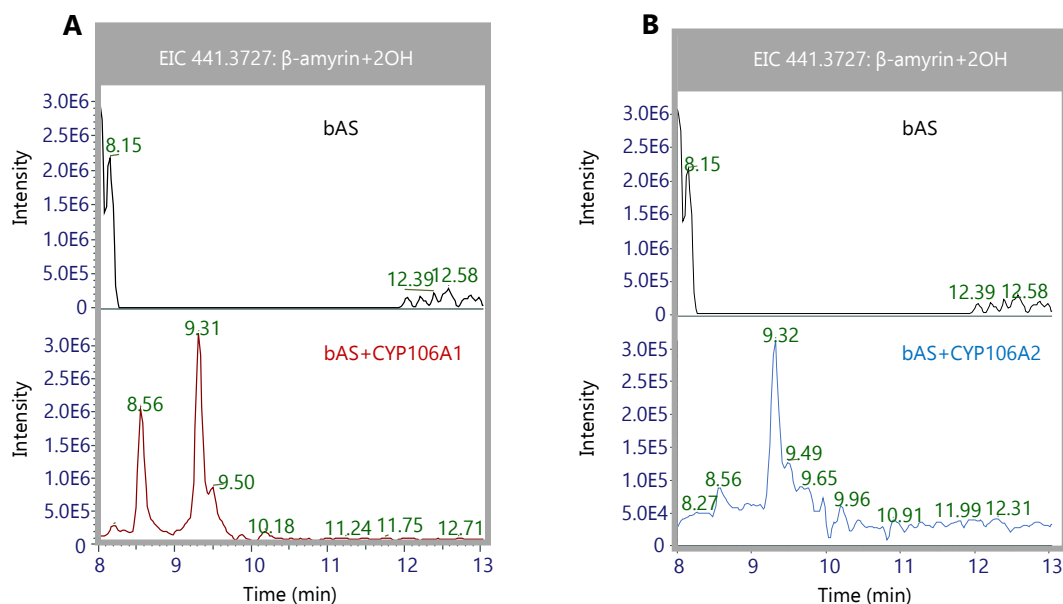 A
EIC 441.3727: β-amyrin+2OH
bAS
Intensity
3.0E6
2.5E6
2.0E6
1.5E6
1.0E6
5.0E5
0
8.15
12.39
12.58
bAS+CYP106A1
Intensity
3.0E6
2.5E6
2.0E6
1.5E6
1.0E6
5.0E5
0
8.56
9.31
9.50
10.18
11.24
11.75
12.71
8 9 10 11 12 13
Time (min)
B
EIC 441.3727: β-amyrin+2OH
bAS
Intensity
3.0E6
2.5E6
2.0E6
1.5E6
1.0E6
5.0E5
0
8.15
12.39
12.58
bAS+CYP106A2
Intensity
3.0E5
2.5E5
2.0E5
1.5E5
1.0E5
5.0E4
0
8.27
8.56
9.32
9.49
9.65
9.96
10.91
11.99
12.31
8 9 10 11 12 13
Time (min)